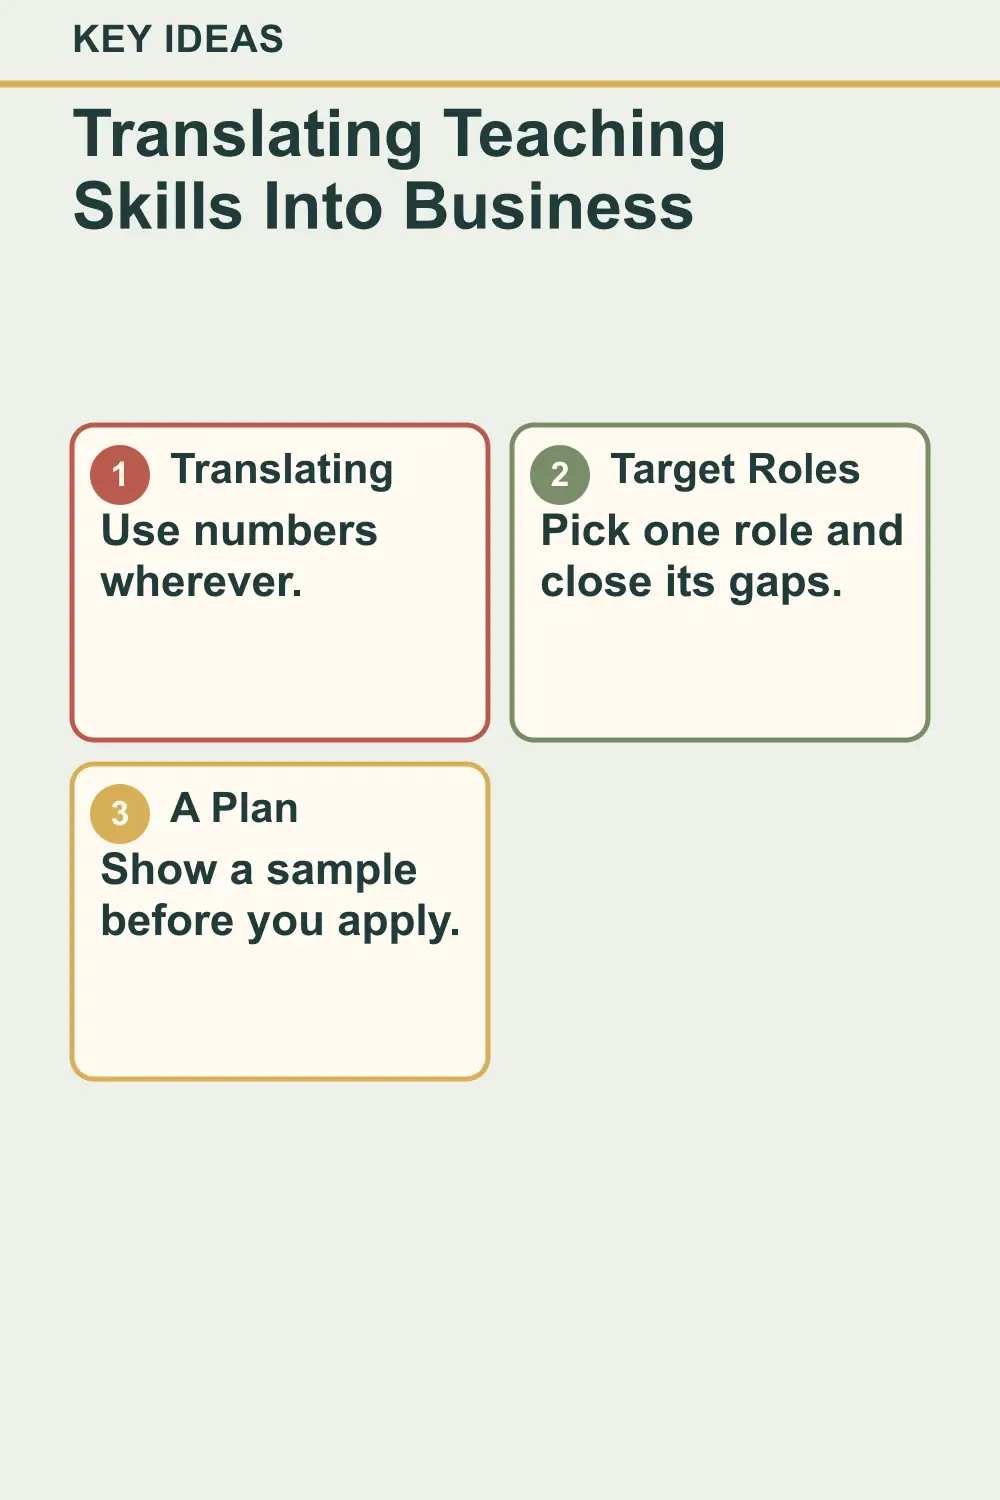 KEY IDEAS
Translating Teaching
Skills Into Business
1 Translating
Use numbers
wherever.
2 Target Roles
Pick one role and
close its gaps.
3 A Plan
Show a sample
before you apply.